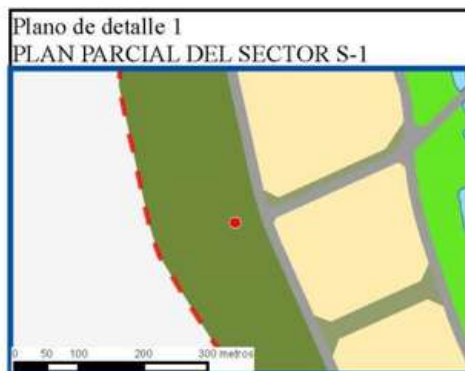 Plano de detalle 1
PLAN PARCIAL DEL SECTOR S-1
0 50 100 200 300 metros